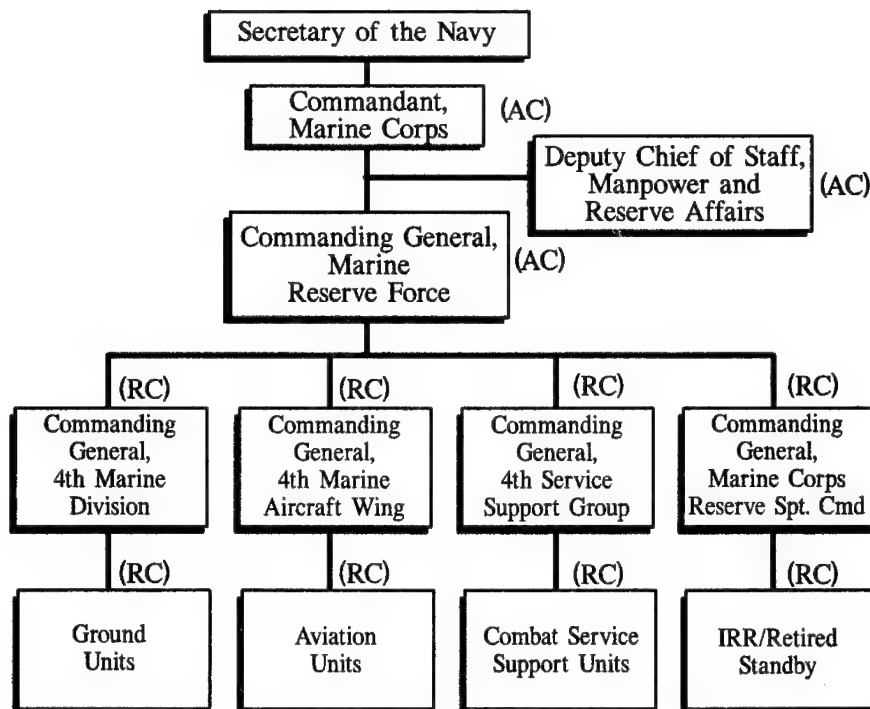 Secretary of the Navy
Commandant,
Marine Corps
(AC)
Deputy Chief of Staff,
Manpower and
Reserve Affairs
(AC)
Commanding General,
Marine
Reserve Force
(AC)
(RC)
Commanding
General,
4th Marine
Division
(RC)
Commanding
General,
4th Marine
Aircraft Wing
(RC)
Commanding
General,
4th Service
Support Group
(RC)
Commanding
General,
Marine Corps
Reserve Spt. Cmd
(RC)
Ground
Units
(RC)
Aviation
Units
(RC)
Combat Service
Support Units
(RC)
IRR/Retired
Standby